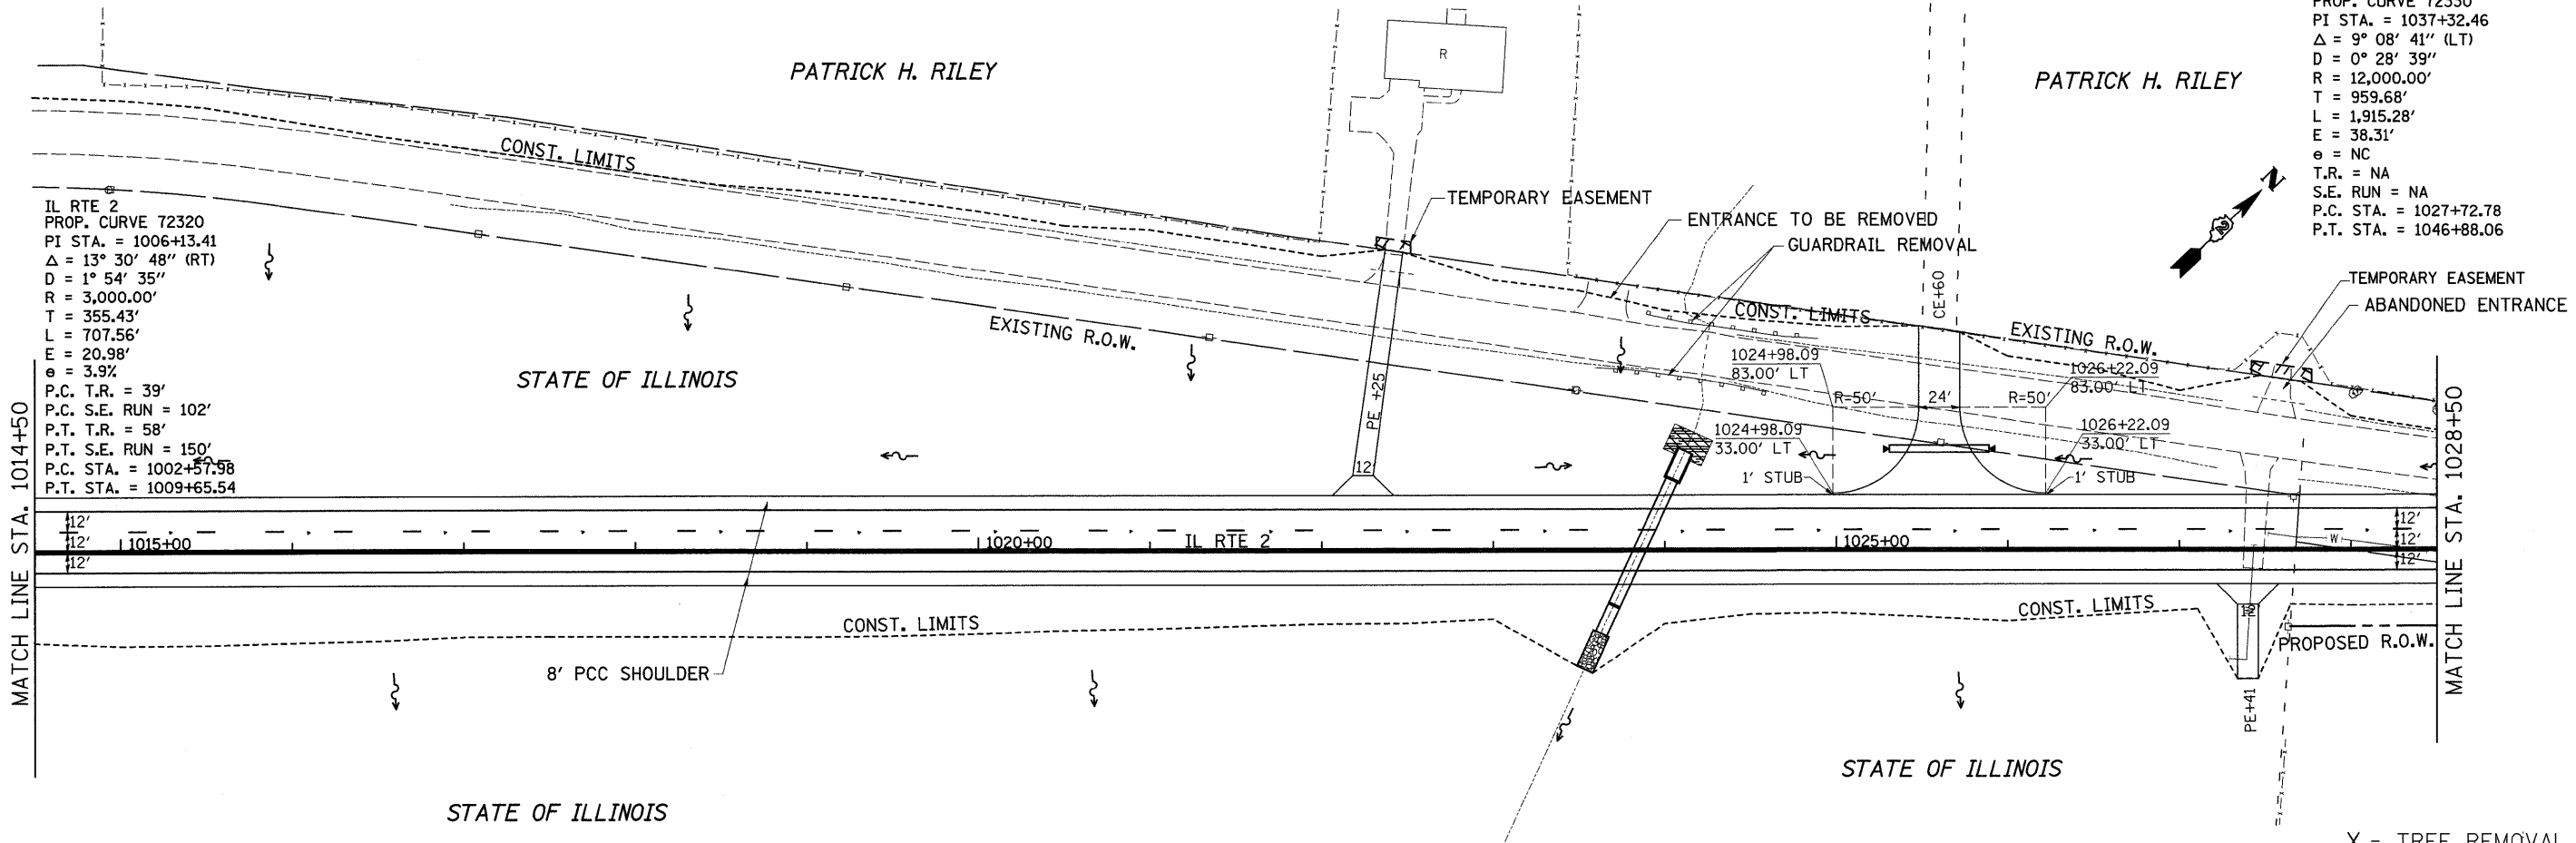 PATRICK H. RILEY
R
PATRICK H. RILEY
PROP. CURVE 72330
PI STA. = 1037+32.46
Δ = 9° 08' 41" (LT)
D = 0° 28' 39"
R = 12,000.00'
T = 959.68'
L = 1,915.28'
E = 38.31'
e = NC
T.R. = NA
S.E. RUN = NA
P.C. STA. = 1027+72.78
P.T. STA. = 1046+88.06
N
2
CONST. LIMITS
TEMPORARY EASEMENT
ENTRANCE TO BE REMOVED
GUARDRAIL REMOVAL
IL RTE 2
PROP. CURVE 72320
PI STA. = 1006+13.41
Δ = 13° 30' 48" (RT)
D = 1° 54' 35"
R = 3,000.00'
T = 355.43'
L = 707.56'
E = 20.98'
e = 3.9%
P.C. T.R. = 39'
P.C. S.E. RUN = 102'
P.T. T.R. = 58'
P.T. S.E. RUN = 150'
P.C. STA. = 1002+57.98
P.T. STA. = 1009+65.54
STATE OF ILLINOIS
EXISTING R.O.W.
CONST. LIMITS
CE+60
EXISTING R.O.W.
TEMPORARY EASEMENT
ABANDONED ENTRANCE
1024+98.09
83.00' LT
1026+22.09
83.00' LT
R=50'
24'
R=50'
1024+98.09
33.00' LT
1026+22.09
33.00' LT
1' STUB
1' STUB
PE +25
12'
MATCH LINE STA. 1014+50
12'
12'
12'
1015+00
1020+00
IL RTE 2
1025+00
W
12'
12'
12'
MATCH LINE STA. 1028+50
CONST. LIMITS
8' PCC SHOULDER
CONST. LIMITS
12
PROPOSED R.O.W.
PE+41
STATE OF ILLINOIS
STATE OF ILLINOIS
X - TREE REMOVAL